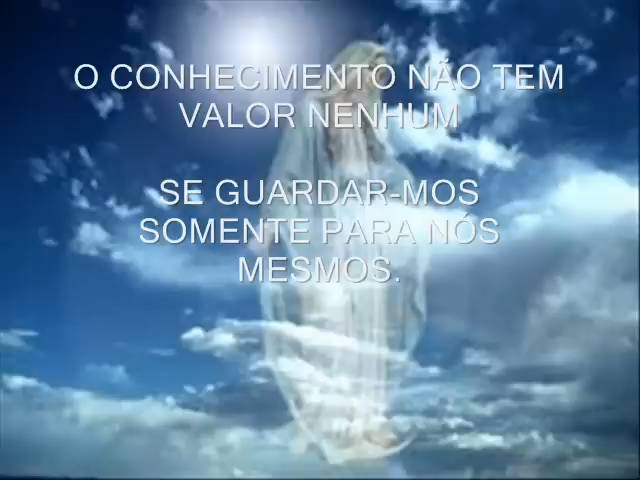 O CONHECIMENTO NÃO TEM
VALOR NENHUM
SE GUARDAR-MOS
SOMENTE PARA NÓS
MESMOS.